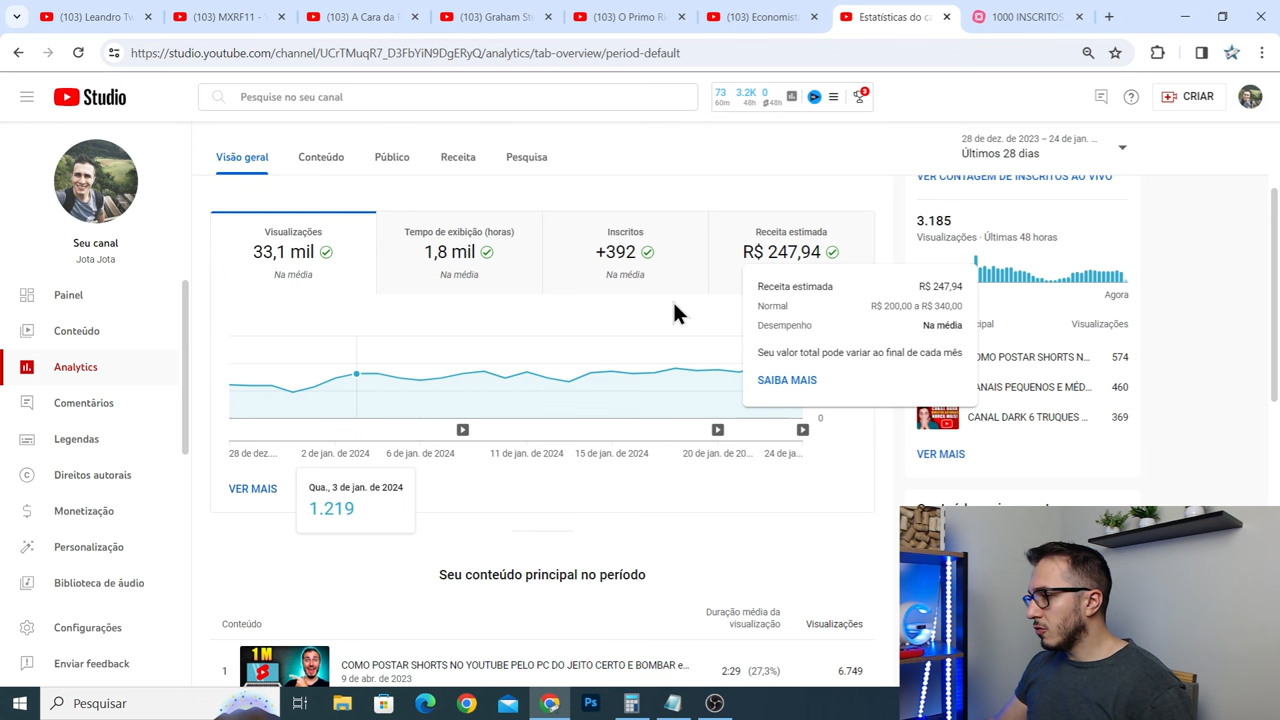 (103) Leandro Tw
(103) MXRF11 - 
(103) A Cara da
(103) Graham Ste
(103) O Primo Ri
(103) Economist
Estatísticas do ca
1000 INSCRITOS
https://studio.youtube.com/channel/UCrTMuqR7_D3FbYiN9DgERyQ/analytics/tab-overview/period-default
Studio
Pesquise no seu canal
73 3.2K 0
60m 48h 48h
3
CRIAR
Seu canal
Jota Jota
Painel
Conteúdo
Analytics
Comentários
Legendas
Direitos autorais
Monetização
Personalização
Biblioteca de áudio
Configurações
Enviar feedback
Visão geral Conteúdo Público Receita Pesquisa
28 de dez. de 2023 – 24 de jan. ...
Últimos 28 dias
Visualizações
33,1 mil
Na média
Tempo de exibição (horas)
1,8 mil
Na média
Inscritos
+392
Na média
Receita estimada
R$ 247,94
Receita estimada R$ 247,94
Normal R$ 200,00 a R$ 340,00
Desempenho Na média
Seu valor total pode variar ao final de cada mês
SAIBA MAIS
0
28 de dez.... 2 de jan. de 2024 6 de jan. de 2024 11 de jan. de 2024 15 de jan. de 2024 20 de jan. de 20... 24 de ja...
VER MAIS
Qua., 3 de jan. de 2024
1.219
Seu conteúdo principal no período
Conteúdo
Duração média da
visualização
Visualizações
1
1 M
COMO POSTAR SHORTS NO YOUTUBE PELO PC DO JEITO CERTO E BOMBAR e...
9 de abr. de 2023
2:29 (27,3%)
6.749
VER CONTAGEM DE INSCRITOS AO VIVO
3.185
Visualizações · Últimas 48 horas
Agora
cipal Visualizações
OMO POSTAR SHORTS N... 574
ANAIS PEQUENOS E MÉD... 460
CANAL DARK 6 TRUQUES ... 369
VER MAIS
Pesquisar
Ps